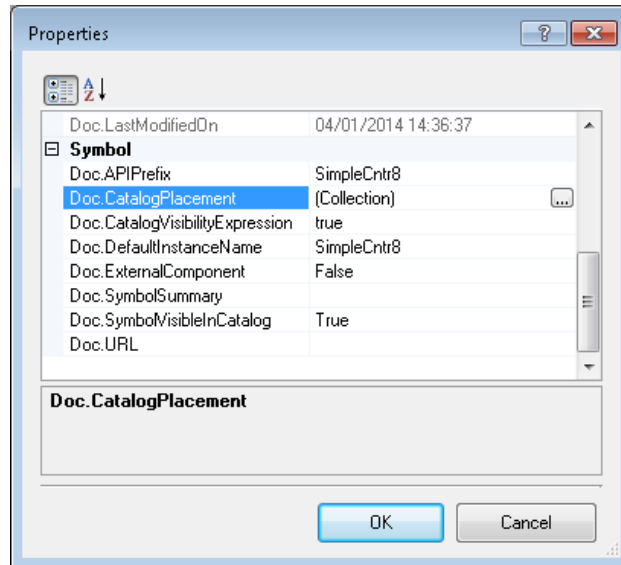 Properties
Doc.LastModifiedOn 04/01/2014 14:36:37
Symbol
Doc.APIPrefix SimpleCntr8
Doc.CatalogPlacement (Collection) ...
Doc.CatalogVisibilityExpression true
Doc.DefaultInstanceName SimpleCntr8
Doc.ExternalComponent False
Doc.SymbolSummary
Doc.SymbolVisibleInCatalog True
Doc.URL
Doc.CatalogPlacement
OK Cancel